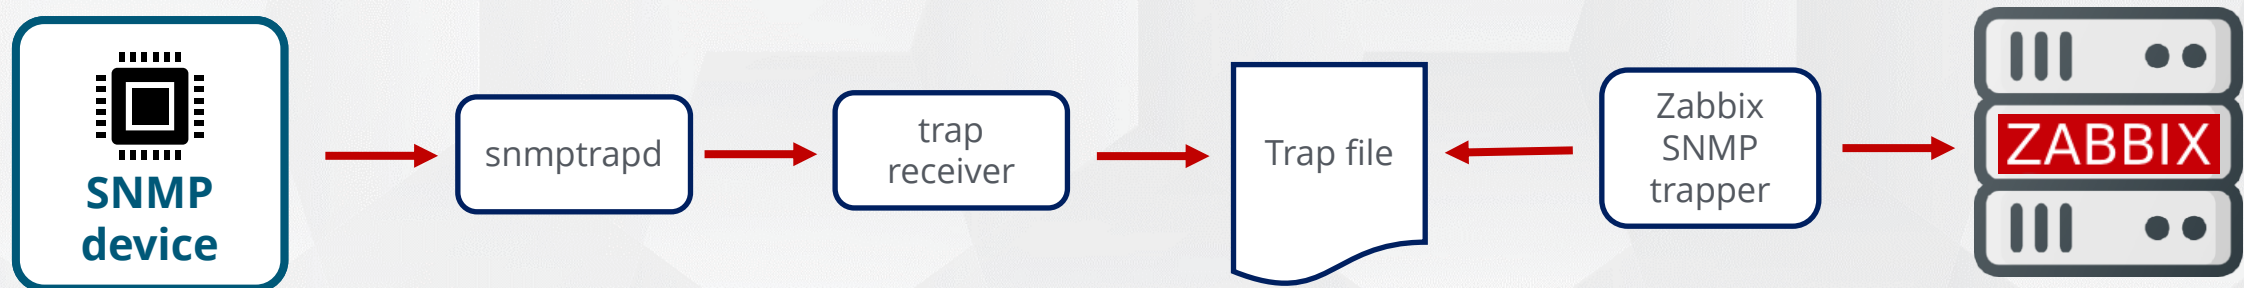 SNMP
device
snmptrapd
trap
receiver
Trap file
Zabbix
SNMP
trapper
ZABBIX